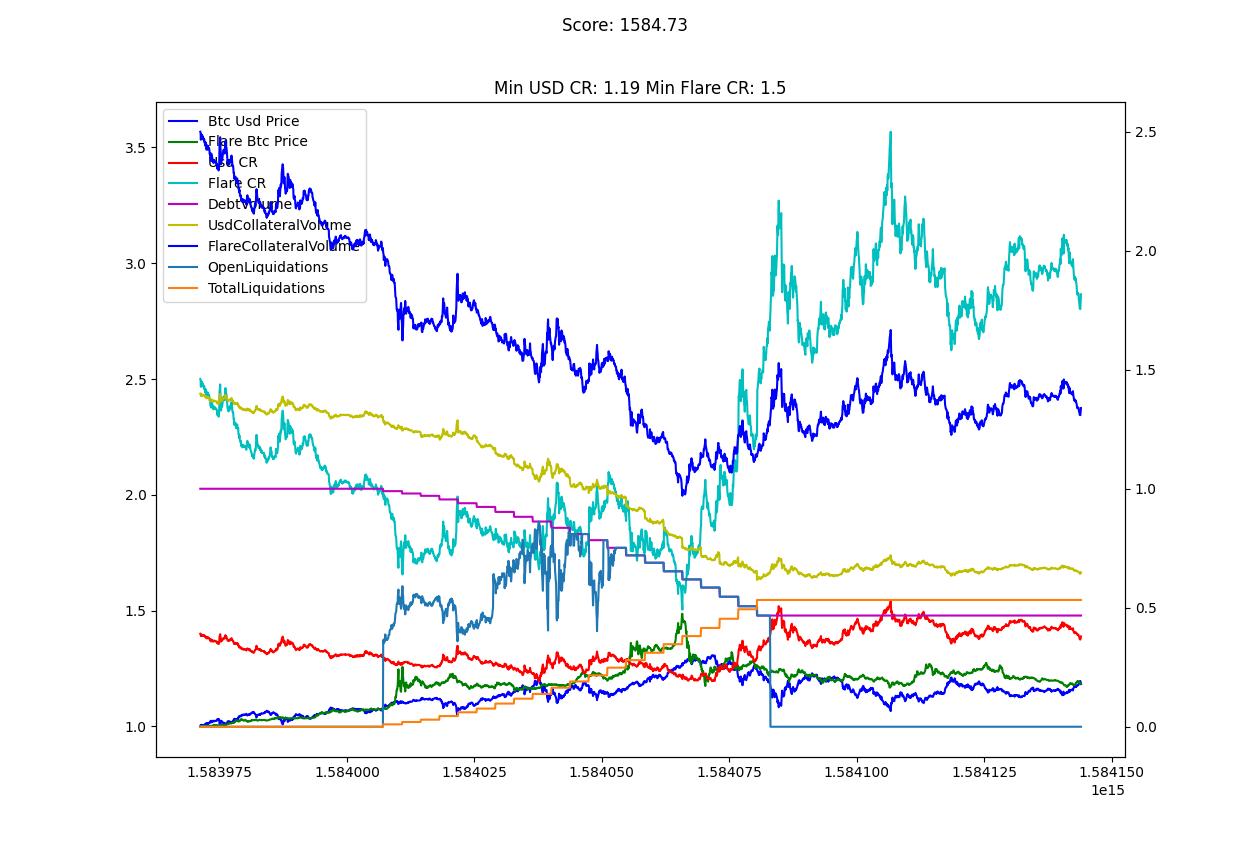 Score: 1584.73
Min USD CR: 1.19 Min Flare CR: 1.5
Btc Usd Price
Flare Btc Price
Usd CR
Flare CR
DebtVolume
UsdCollateralVolume
FlareCollateralVolume
OpenLiquidations
TotalLiquidations
3.5
3.0
2.5
2.0
1.5
1.0
2.5
2.0
1.5
1.0
0.5
0.0
1.583975 1.584000 1.584025 1.584050 1.584075 1.584100 1.584125 1.584150
1e15